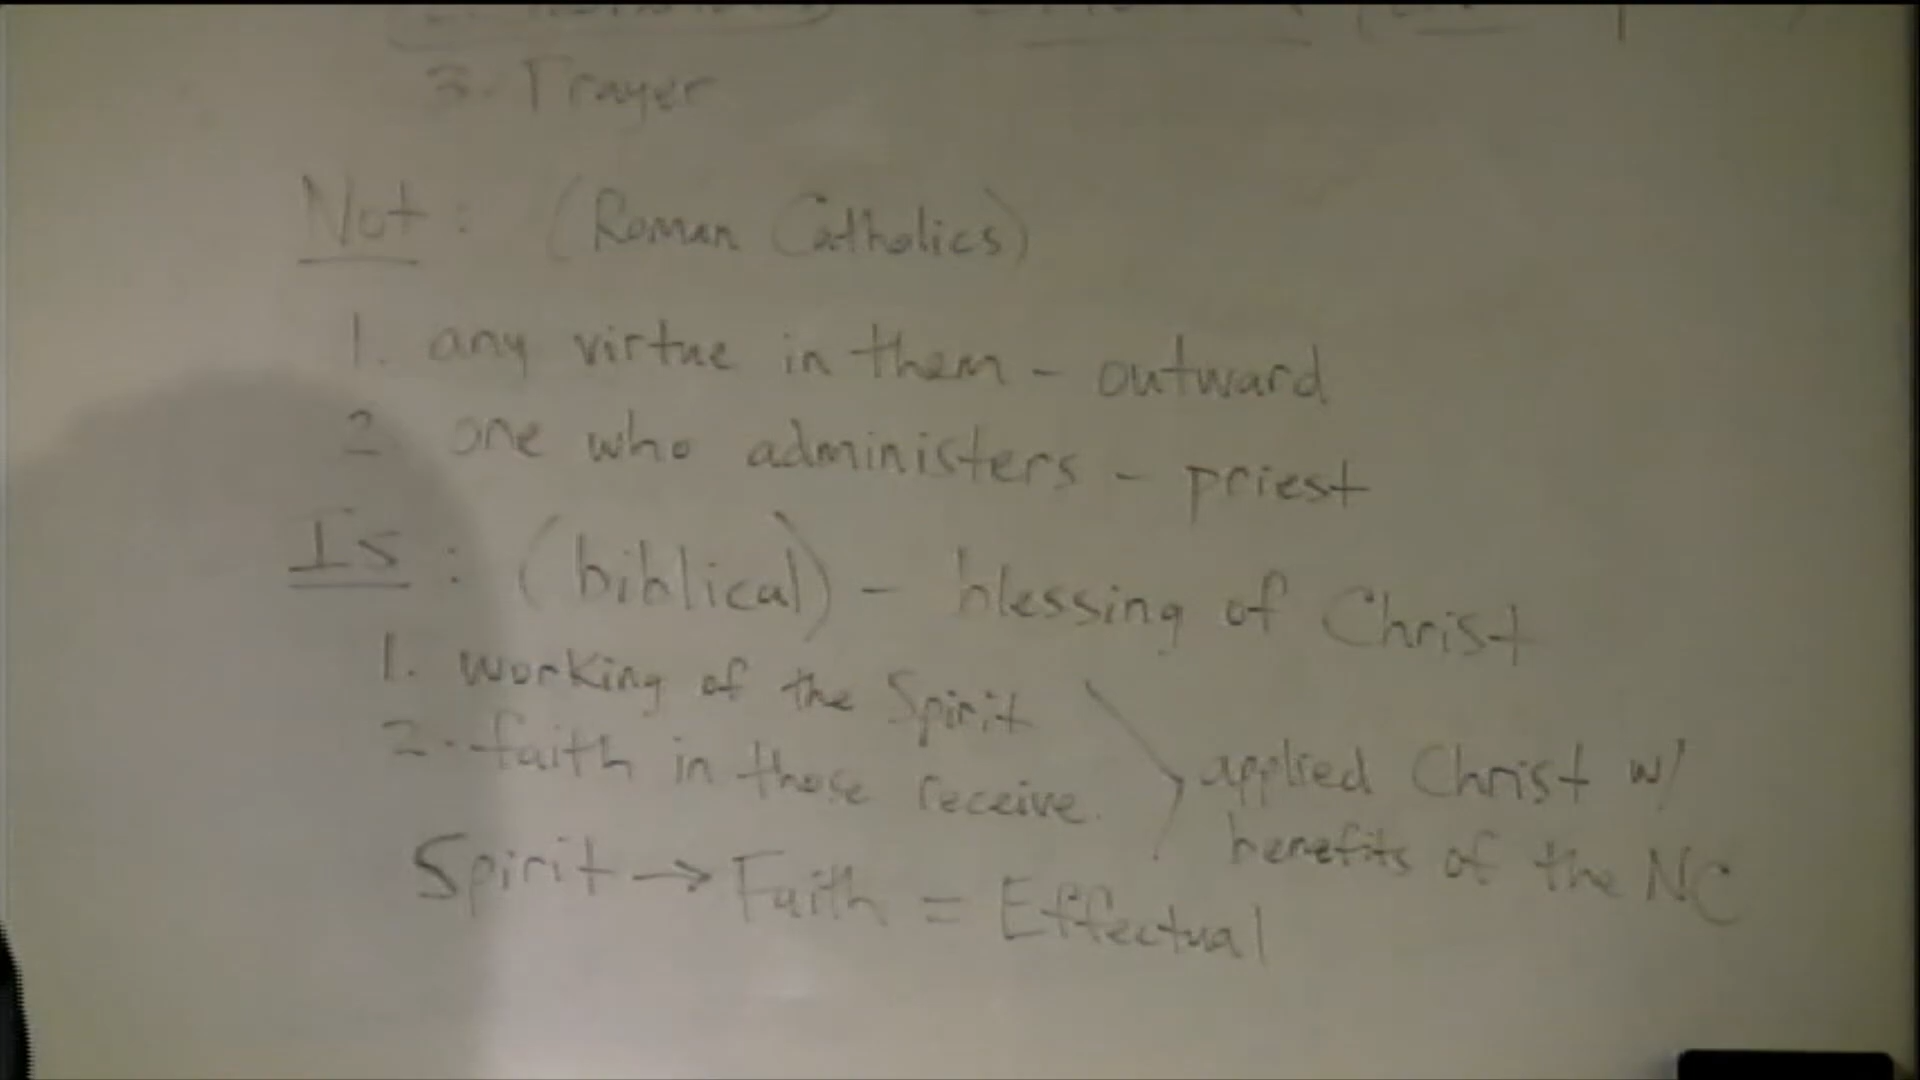 3. Prayer
Not: (Roman Catholics)
1. any virtue in them - outward
2. one who administers - priest
Is: (biblical) - blessing of Christ
1. working of the Spirit
2. faith in those receive.
applied Christ w/
benefits of the NC
Spirit → Faith = Effectual